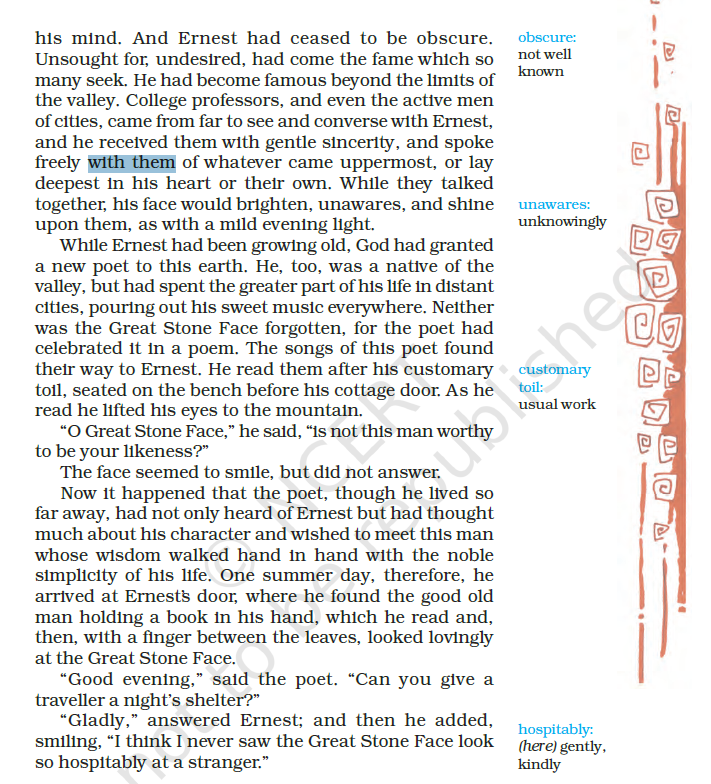 his mind. And Ernest had ceased to be obscure.
Unsought for, undesired, had come the fame which so
many seek. He had become famous beyond the limits of
the valley. College professors, and even the active men
of cities, came from far to see and converse with Ernest,
and he received them with gentle sincerity, and spoke
freely with them of whatever came uppermost, or lay
deepest in his heart or their own. While they talked
together, his face would brighten, unawares, and shine
upon them, as with a mild evening light.
While Ernest had been growing old, God had granted
a new poet to this earth. He, too, was a native of the
valley, but had spent the greater part of his life in distant
cities, pouring out his sweet music everywhere. Neither
was the Great Stone Face forgotten, for the poet had
celebrated it in a poem. The songs of this poet found
their way to Ernest. He read them after his customary
toil, seated on the bench before his cottage door. As he
read he lifted his eyes to the mountain.
“O Great Stone Face,” he said, “is not this man worthy
to be your likeness?”
The face seemed to smile, but did not answer.
Now it happened that the poet, though he lived so
far away, had not only heard of Ernest but had thought
much about his character and wished to meet this man
whose wisdom walked hand in hand with the noble
simplicity of his life. One summer day, therefore, he
arrived at Ernest’s door, where he found the good old
man holding a book in his hand, which he read and,
then, with a finger between the leaves, looked lovingly
at the Great Stone Face.
“Good evening,” said the poet. “Can you give a
traveller a night’s shelter?”
“Gladly,” answered Ernest; and then he added,
smiling, “I think I never saw the Great Stone Face look
so hospitably at a stranger.”
obscure:
not well
known
unawares:
unknowingly
customary
toil:
usual work
hospitably:
(here) gently,
kindly
© NCERT
not to be republished